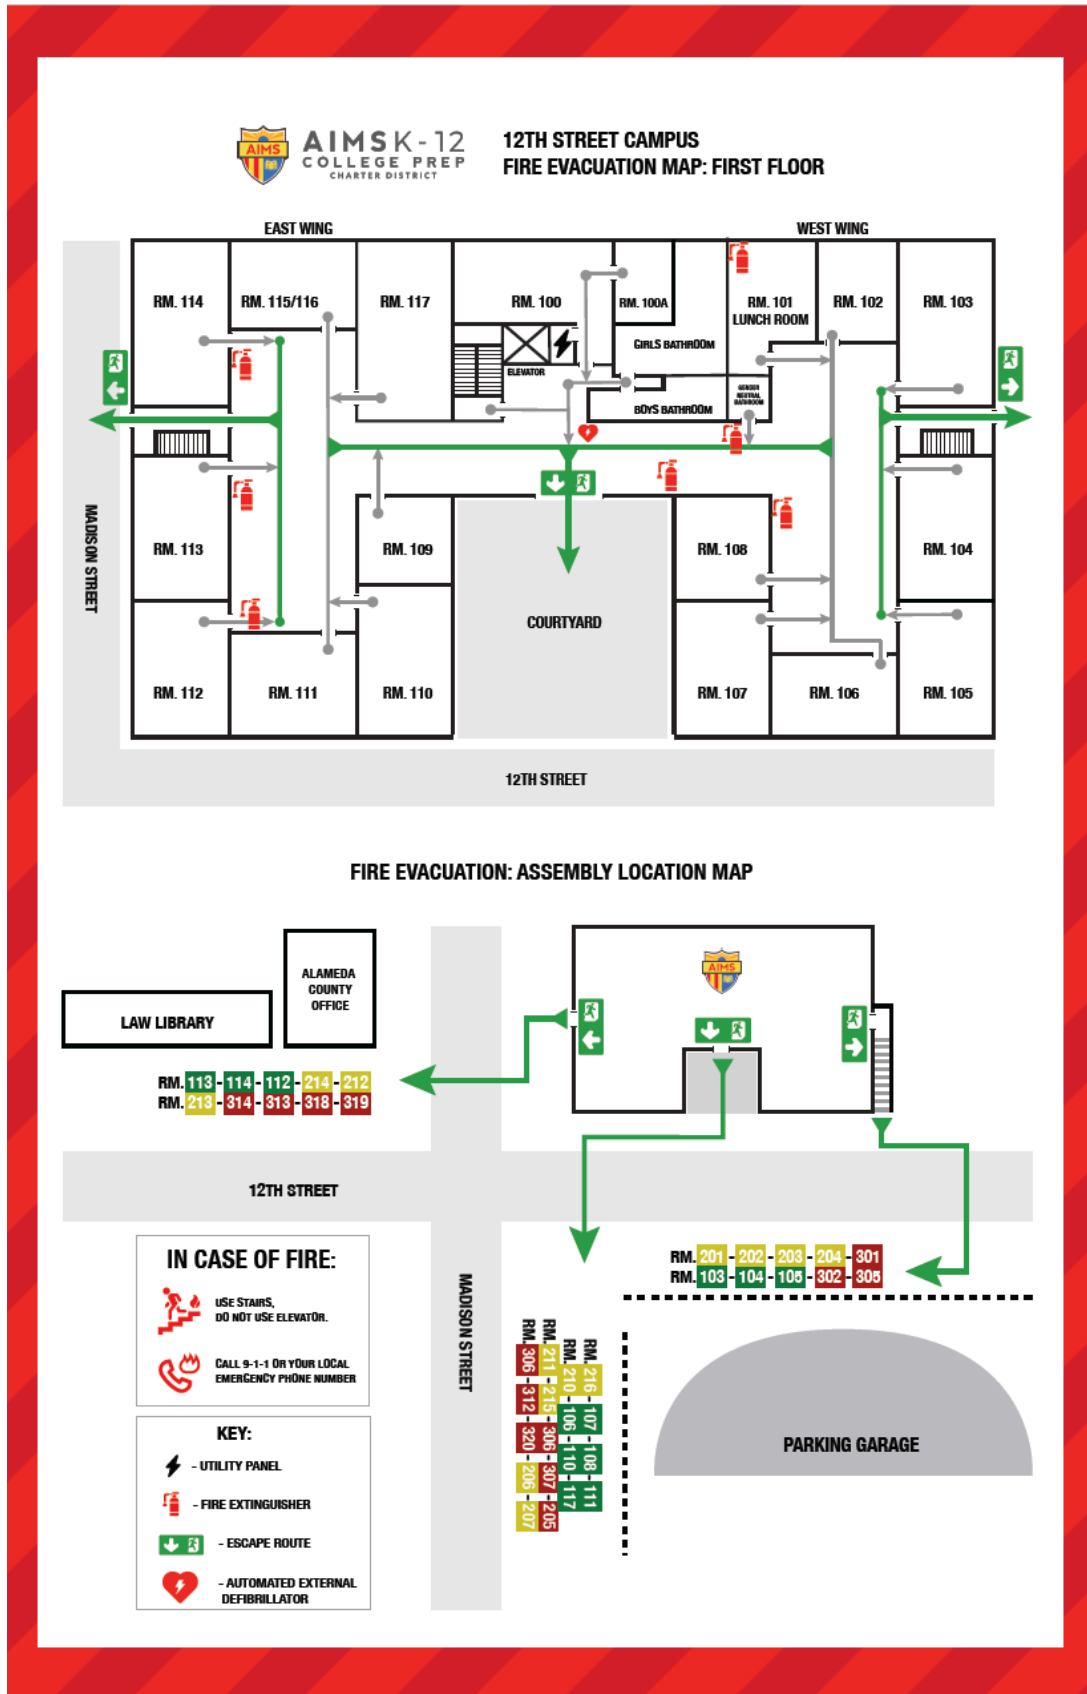 AIMS
AIMS K-12
COLLEGE PREP
CHARTER DISTRICT
12TH STREET CAMPUS
FIRE EVACUATION MAP: FIRST FLOOR
EAST WING
WEST WING
RM. 114
RM. 115/116
RM. 117
RM. 100
RM. 100A
RM. 101
LUNCH ROOM
RM. 102
RM. 103
ELEVATOR
GIRLS BATHROOM
GENDER
NEUTRAL
BATHROOM
BOYS BATHROOM
MADISON STREET
RM. 113
RM. 109
RM. 108
RM. 104
COURTYARD
RM. 112
RM. 111
RM. 110
RM. 107
RM. 106
RM. 105
12TH STREET
FIRE EVACUATION: ASSEMBLY LOCATION MAP
ALAMEDA
COUNTY
OFFICE
LAW LIBRARY
AIMS
RM. 113 - 114 - 112 - 214 - 212
RM. 213 - 314 - 313 - 318 - 319
12TH STREET
RM. 201 - 202 - 203 - 204 - 301
RM. 103 - 104 - 105 - 302 - 305
MADISON STREET
RM. 216 - 107 - 108 - 111
RM. 210 - 106 - 110 - 117
RM. 211 - 215 - 306 - 307 - 205
RM. 306 - 312 - 320 - 206 - 207
PARKING GARAGE
IN CASE OF FIRE:
USE STAIRS,
DO NOT USE ELEVATOR.
CALL 9-1-1 OR YOUR LOCAL
EMERGENCY PHONE NUMBER
KEY:
- UTILITY PANEL
- FIRE EXTINGUISHER
- ESCAPE ROUTE
- AUTOMATED EXTERNAL
DEFIBRILLATOR